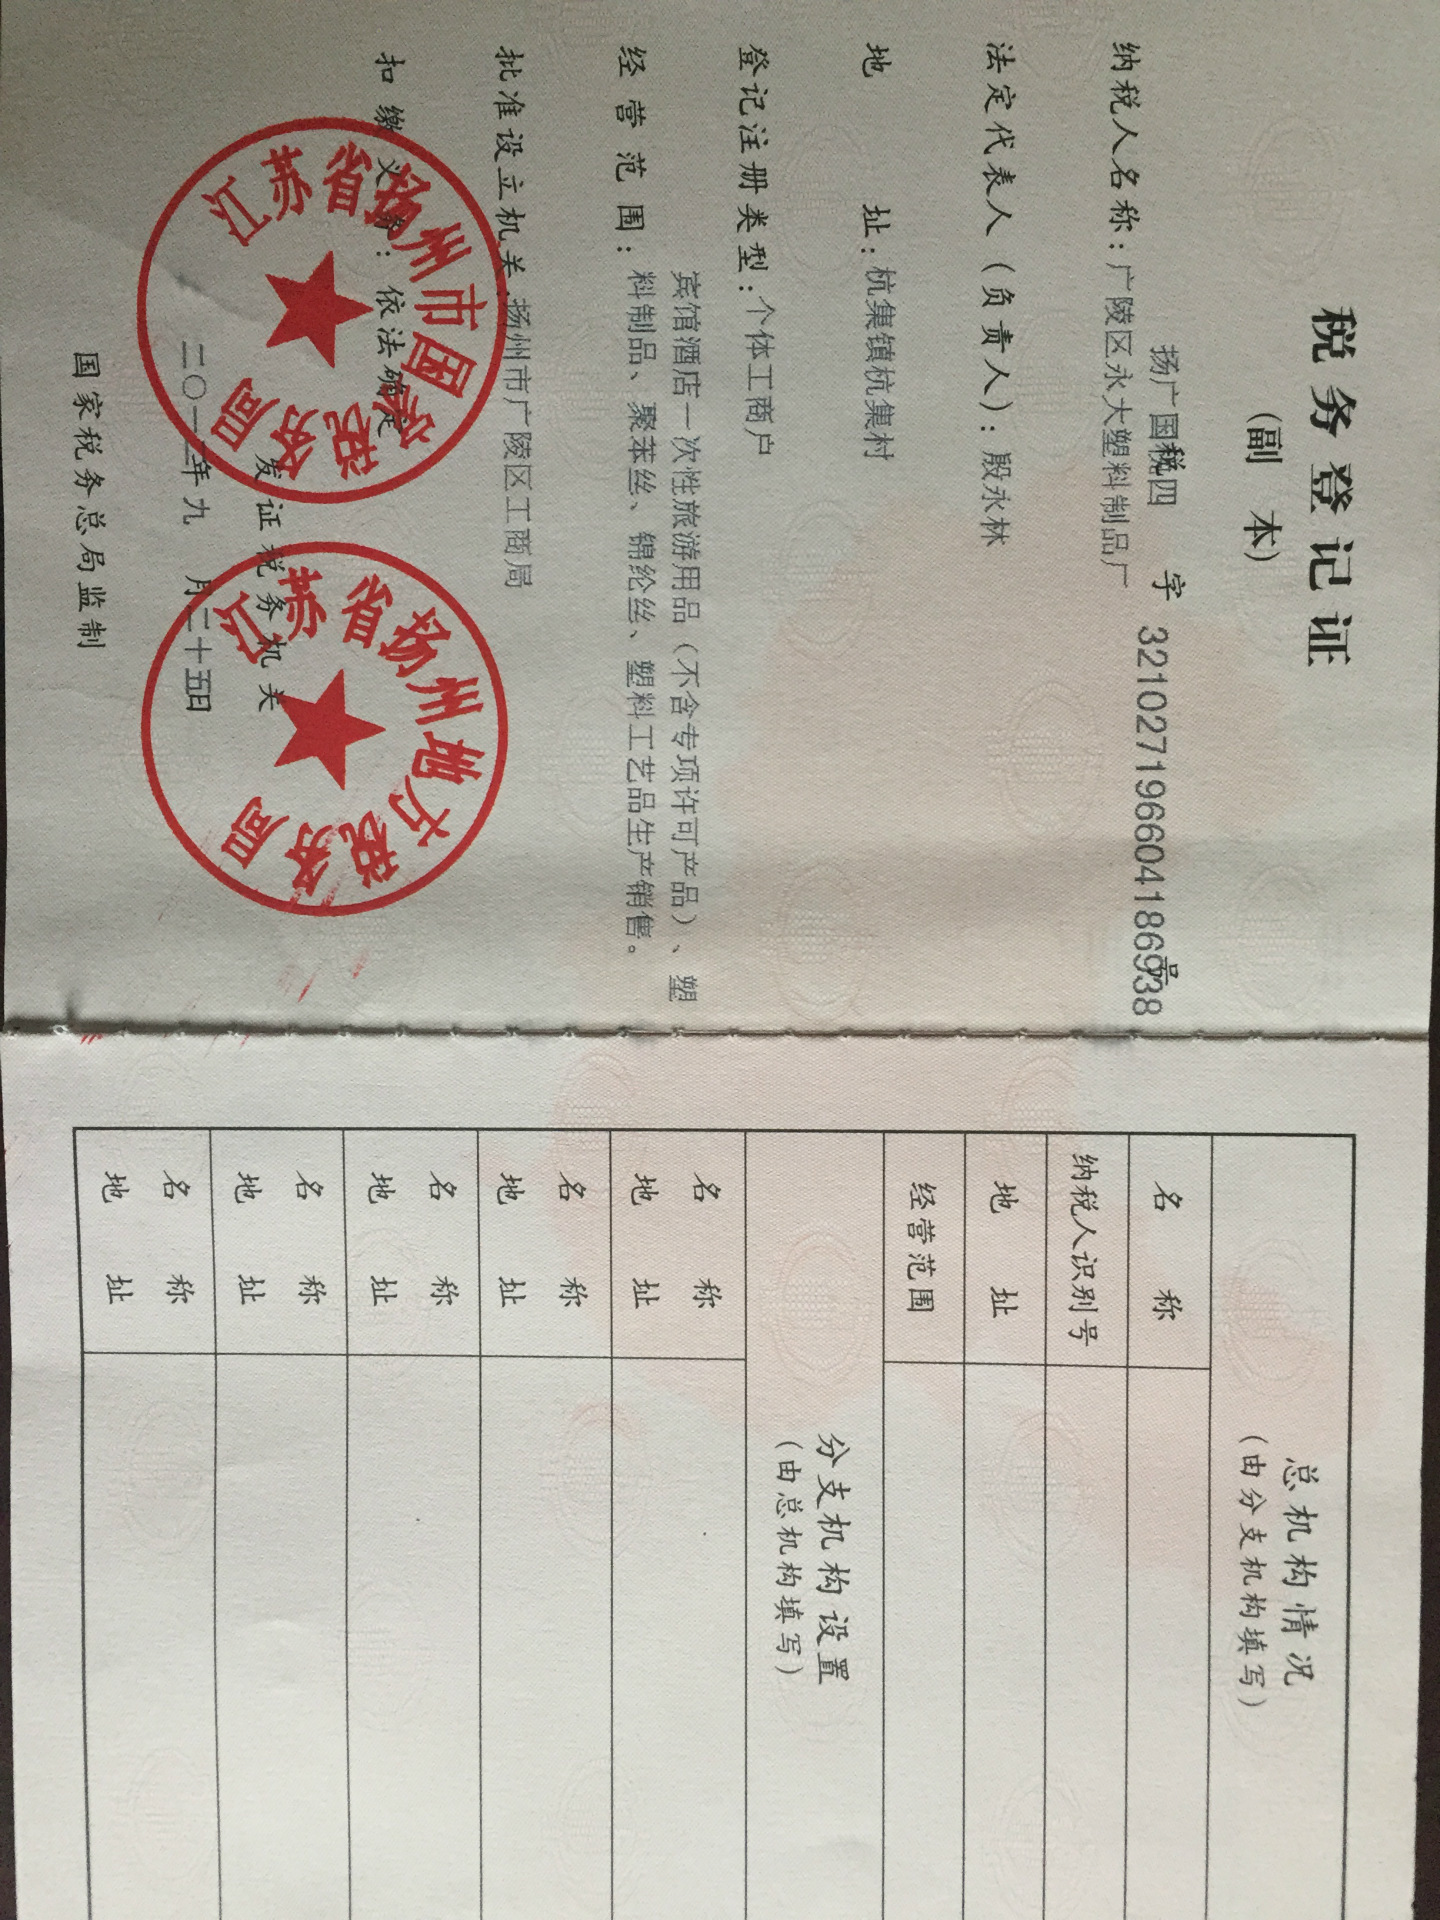 税务登记证
(副 本)
扬广国税四 字 321027196604186938 号
纳税人名称：广陵区永大塑料制品厂
法定代表人（负责人）：殷永林
地 址：杭集镇杭集村
登记注册类型：个体工商户
经营范围：宾馆酒店一次性旅游用品（不含专项许可产品）、塑
料制品、聚苯丝、锦纶丝、塑料工艺品生产销售。
批准设立机关：扬州市广陵区工商局
扣缴义务：依法确定
江苏省扬州市国家税务局
江苏省扬州地方税务局
发证税务机关
二〇一二年九 月二十五日
国家税务总局监制
总机构情况
（由分支机构填写）
名 称
纳税人识别号
地 址
经营范围
分支机构设置
（由总机构填写）
名 称
地 址
名 称
地 址
名 称
地 址
名 称
地 址
名 称
地 址